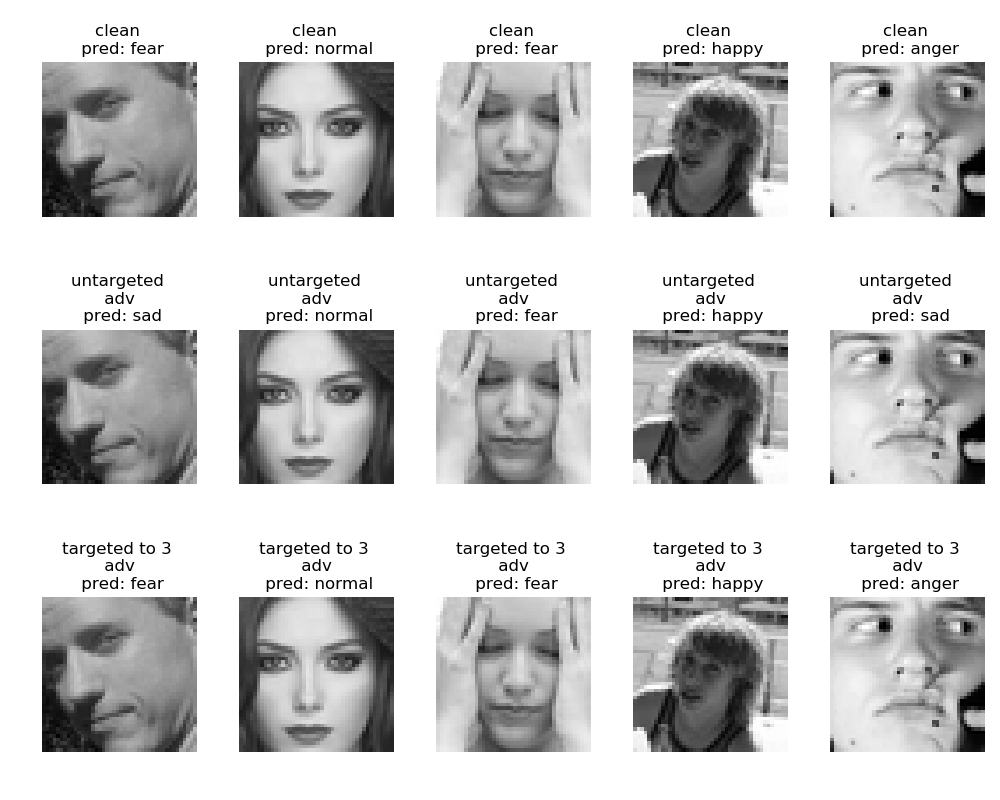 clean
pred: fear
clean
pred: normal
clean
pred: fear
clean
pred: happy
clean
pred: anger
untargeted
adv
pred: sad
untargeted
adv
pred: normal
untargeted
adv
pred: fear
untargeted
adv
pred: happy
untargeted
adv
pred: sad
targeted to 3
adv
pred: fear
targeted to 3
adv
pred: normal
targeted to 3
adv
pred: fear
targeted to 3
adv
pred: happy
targeted to 3
adv
pred: anger